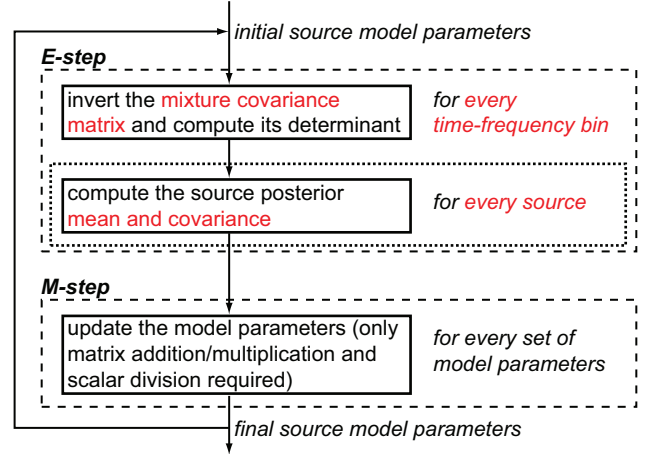 initial source model parameters
E-step
invert the mixture covariance
matrix and compute its determinant
for every
time-frequency bin
compute the source posterior
mean and covariance
for every source
M-step
update the model parameters (only
matrix addition/multiplication and
scalar division required)
for every set of
model parameters
final source model parameters